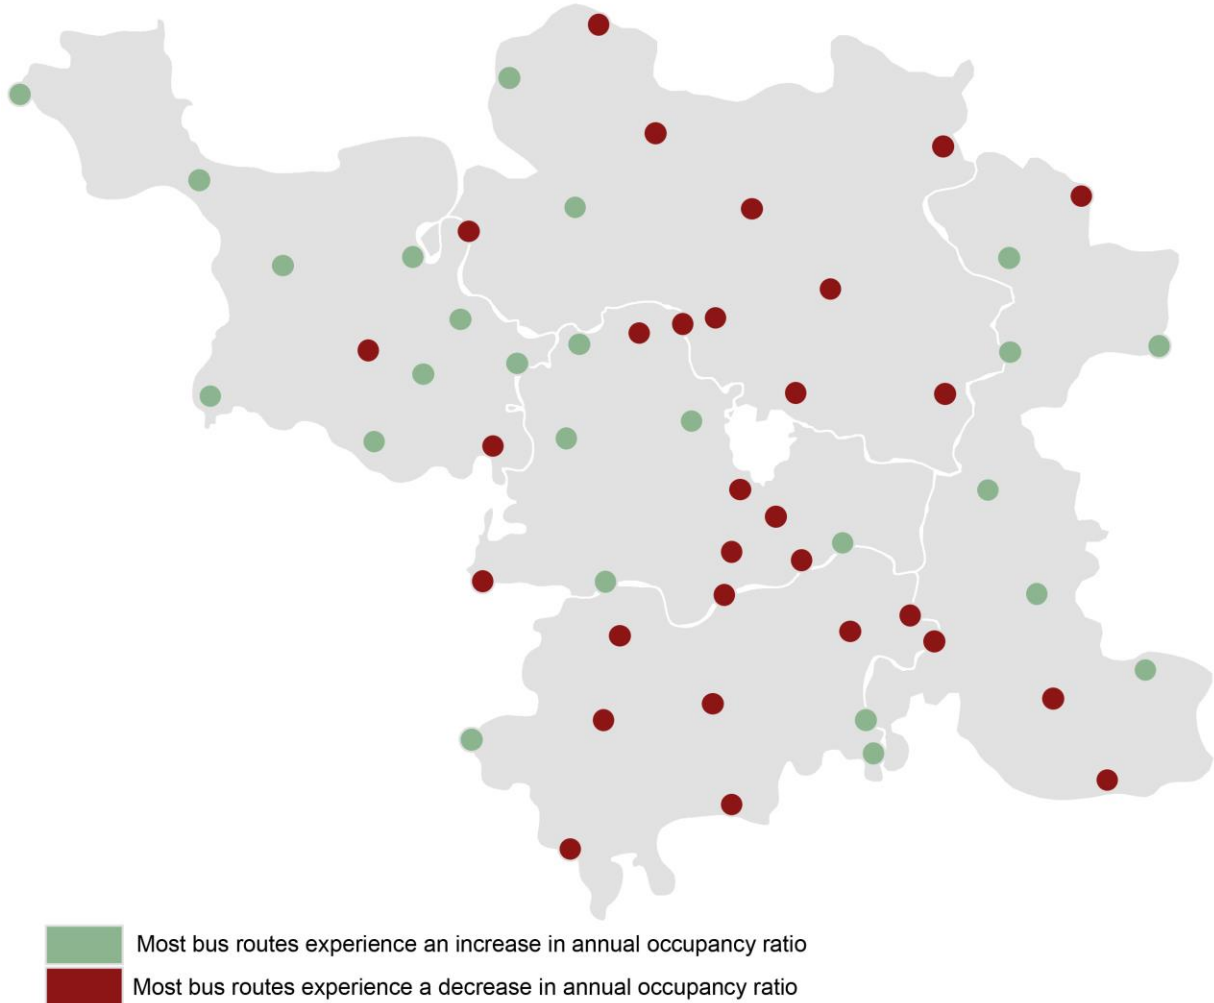 Most bus routes experience an increase in annual occupancy ratio
Most bus routes experience a decrease in annual occupancy ratio